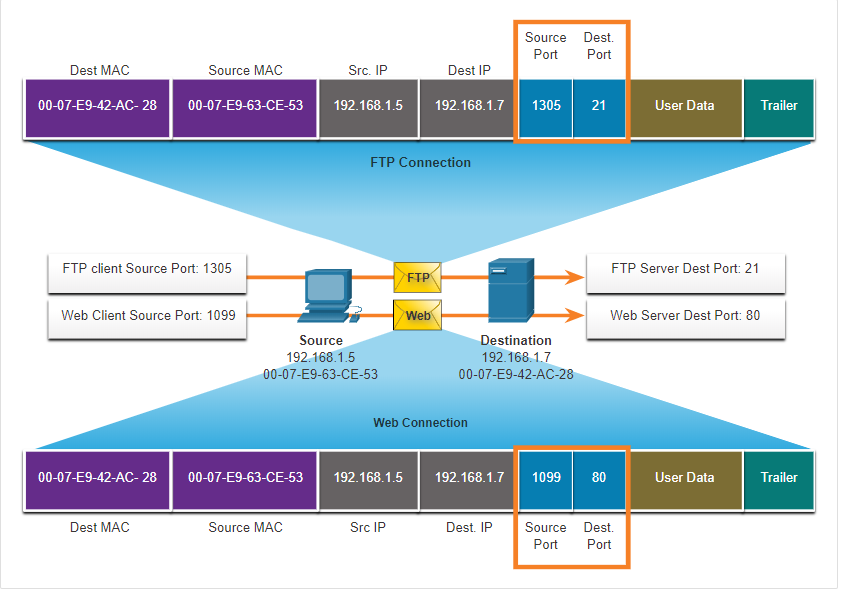 Source Dest.
Port Port
Dest MAC Source MAC Src. IP Dest IP
00-07-E9-42-AC- 28 00-07-E9-63-CE-53 192.168.1.5 192.168.1.7 1305 21 User Data Trailer
FTP Connection
FTP client Source Port: 1305 FTP FTP Server Dest Port: 21
Web Client Source Port: 1099 Web Web Server Dest Port: 80
Source Destination
192.168.1.5 192.168.1.7
00-07-E9-63-CE-53 00-07-E9-42-AC-28
Web Connection
00-07-E9-42-AC- 28 00-07-E9-63-CE-53 192.168.1.5 192.168.1.7 1099 80 User Data Trailer
Dest MAC Source MAC Src IP Dest. IP Source Dest.
Port Port